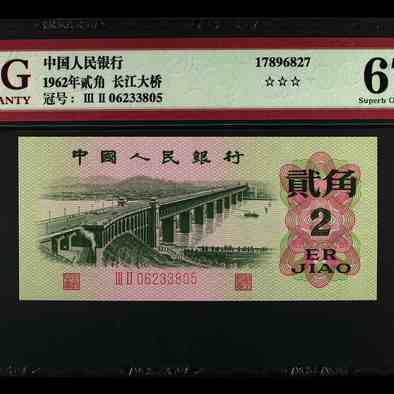 G
中国人民银行
17896827
ANTY
1962年贰角 长江大桥
☆☆☆
6
冠号：Ⅲ Ⅱ 06233805
Superb G
中國人民銀行
貳角
2
ER
JIAO
Ⅲ Ⅱ 06233805